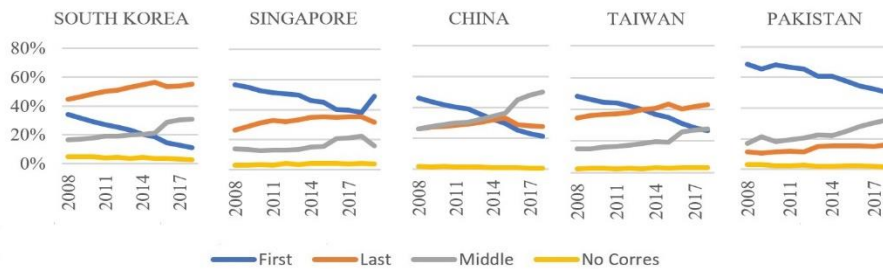 SOUTH KOREA SINGAPORE CHINA TAIWAN PAKISTAN
80%
60%
40%
20%
0%
2008 2011 2014 2017 2008 2011 2014 2017 2008 2011 2014 2017 2008 2011 2014 2017 2008 2011 2014 2017
First Last Middle No Corres